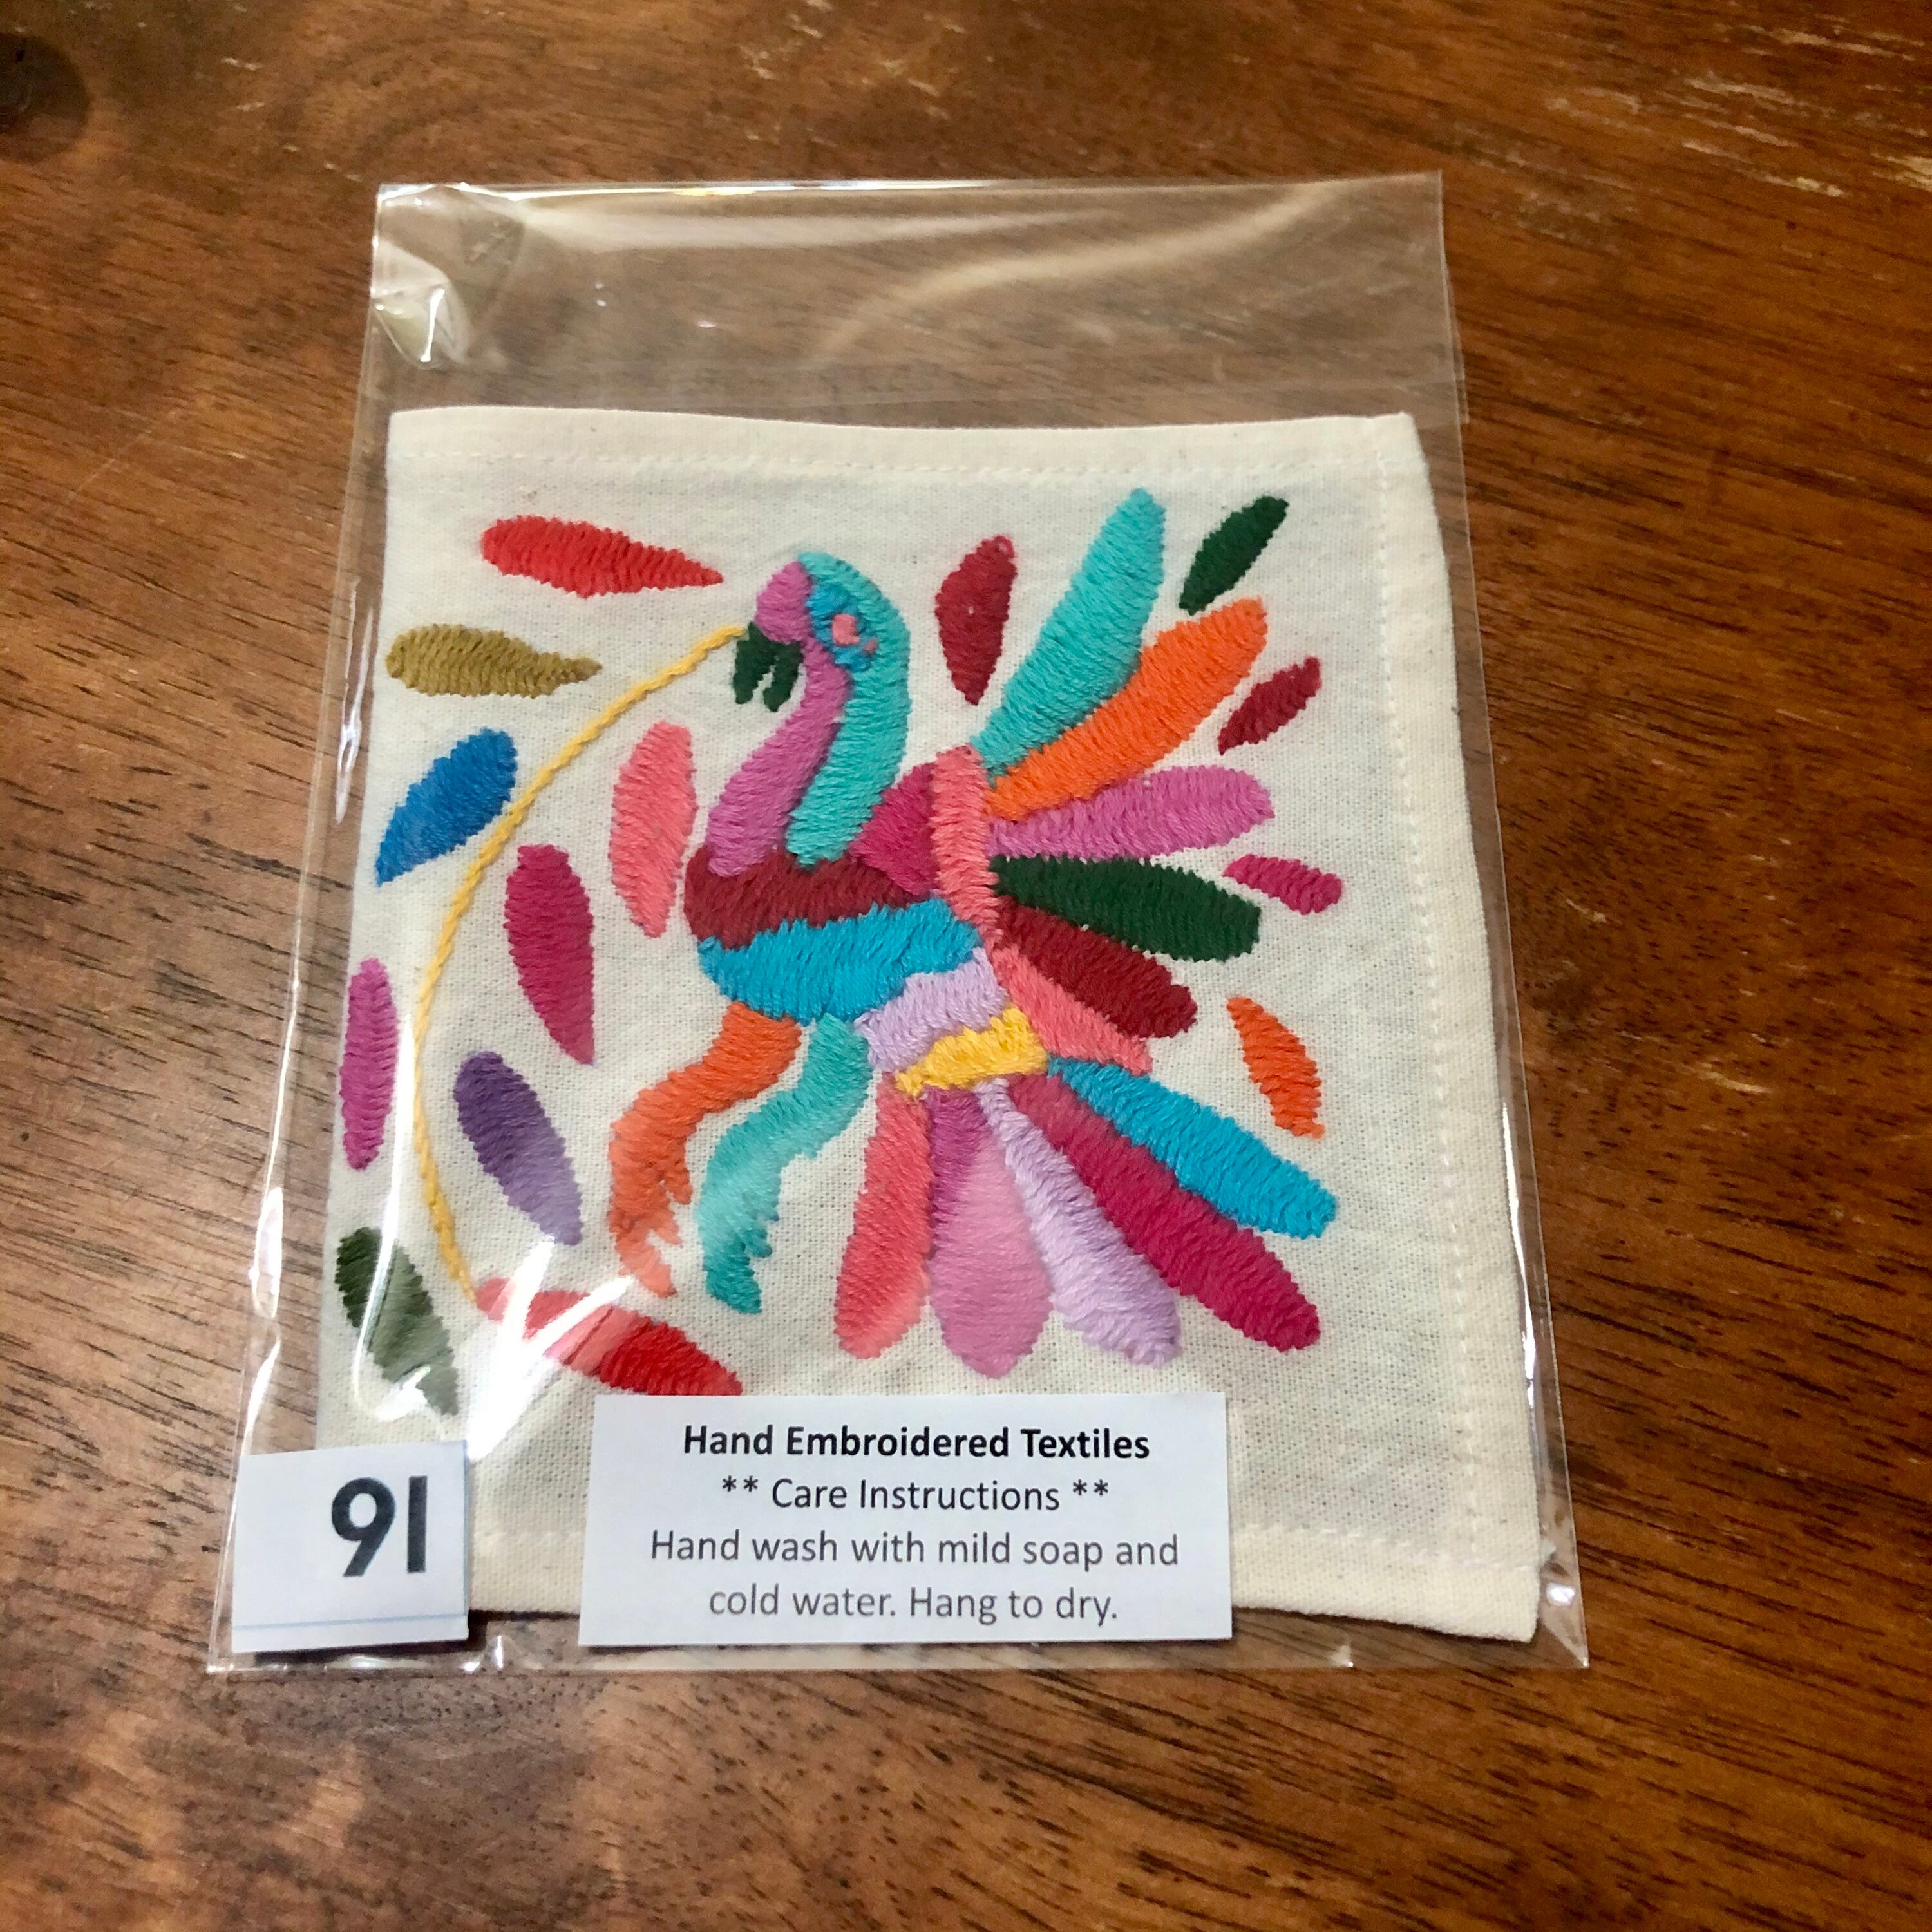 Hand Embroidered Textiles
** Care Instructions **
Hand wash with mild soap and
cold water. Hang to dry.
91